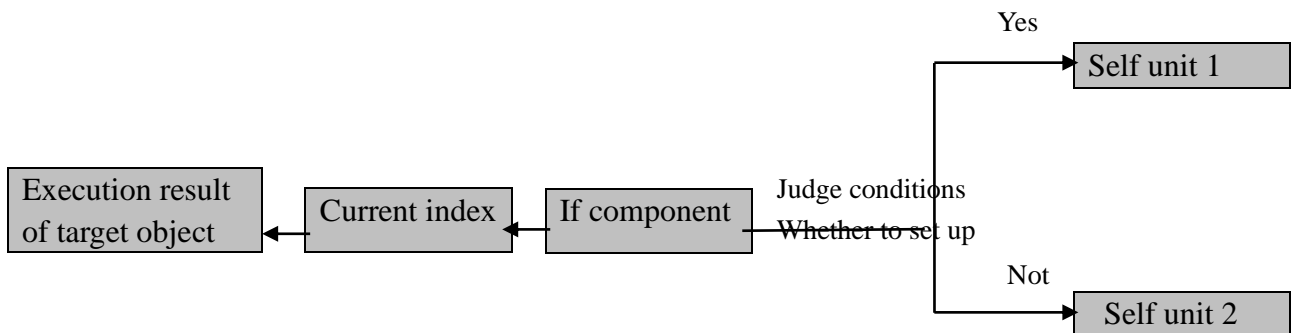 Yes
Self unit 1
Execution result
of target object
Current index
If component
Judge conditions
Whether to set up
Not
Self unit 2